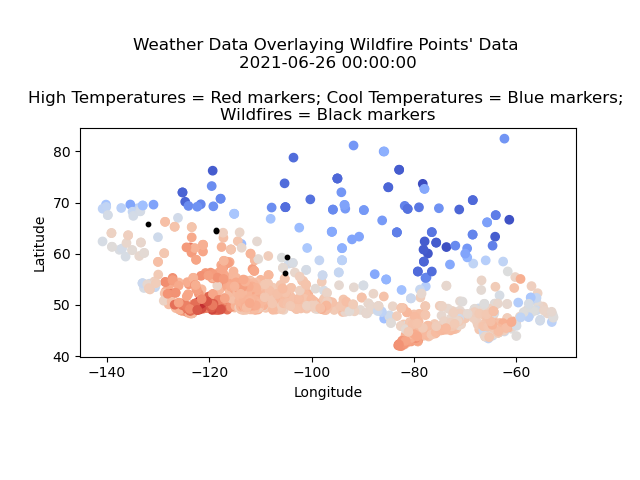 Weather Data Overlaying Wildfire Points' Data
2021-06-26 00:00:00
High Temperatures = Red markers; Cool Temperatures = Blue markers;
Wildfires = Black markers
80
70
60
50
40
Latitude
−140 −120 −100 −80 −60
Longitude